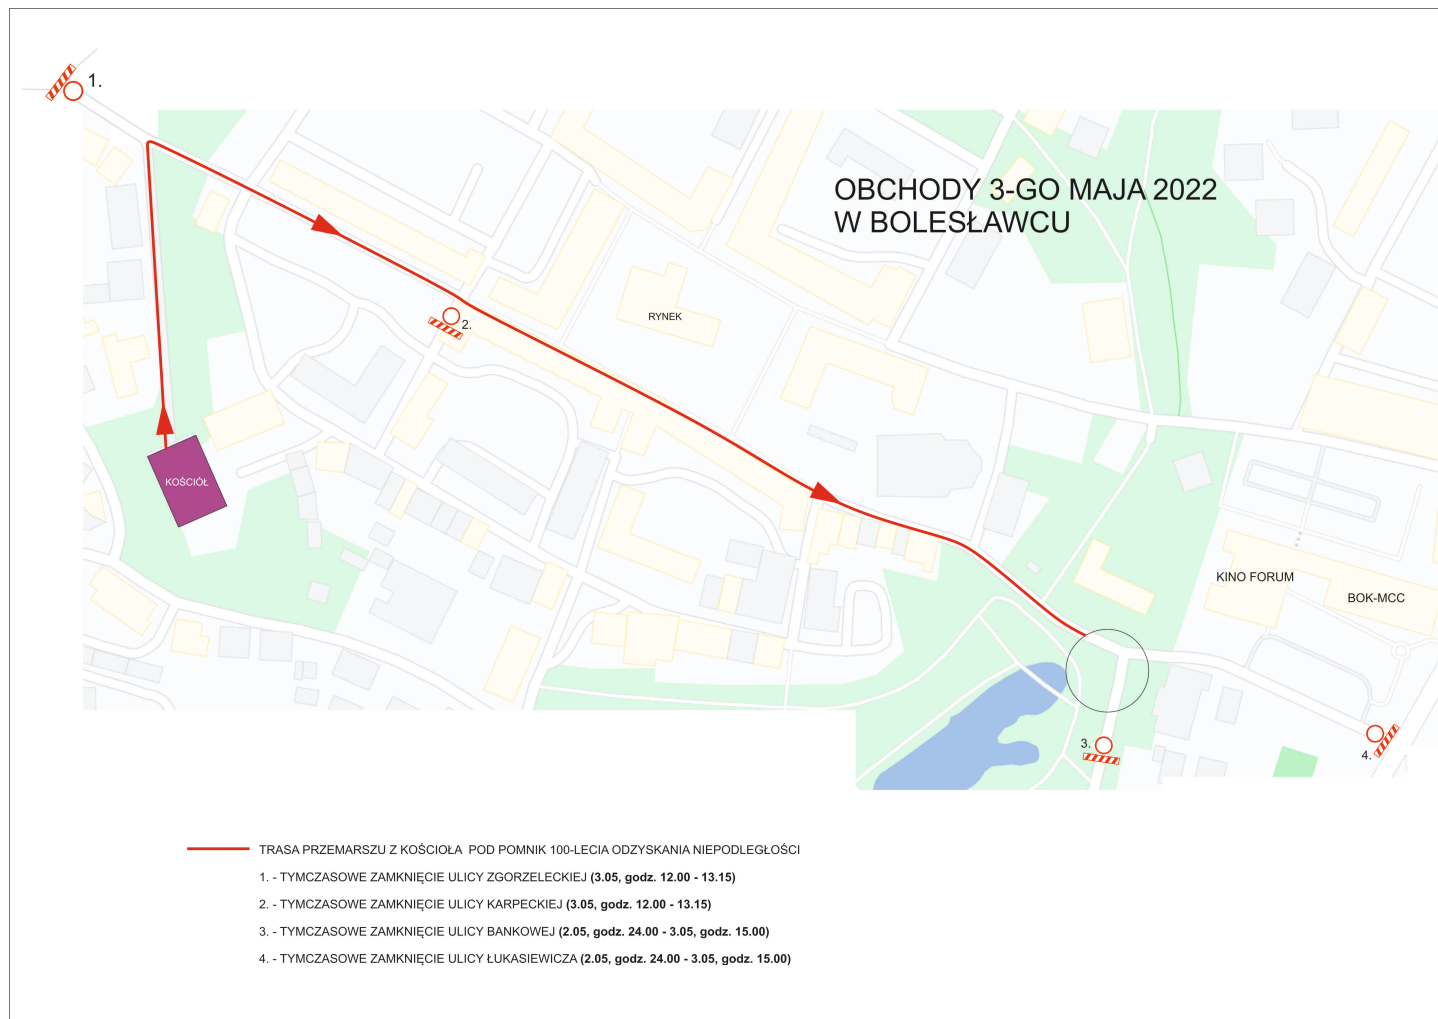 1.
OBCHODY 3-GO MAJA 2022
W BOLESŁAWCU
RYNEK
2.
KOŚCIÓŁ
KINO FORUM
BOK-MCC
3.
4.
TRASA PRZEMARSZU Z KOŚCIOŁA POD POMNIK 100-LECIA ODZYSKANIA NIEPODLEGŁOŚCI
1. - TYMCZASOWE ZAMKNIĘCIE ULICY ZGORZELECKIEJ (3.05, godz. 12.00 - 13.15)
2. - TYMCZASOWE ZAMKNIĘCIE ULICY KARPECKIEJ (3.05, godz. 12.00 - 13.15)
3. - TYMCZASOWE ZAMKNIĘCIE ULICY BANKOWEJ (2.05, godz. 24.00 - 3.05, godz. 15.00)
4. - TYMCZASOWE ZAMKNIĘCIE ULICY ŁUKASIEWICZA (2.05, godz. 24.00 - 3.05, godz. 15.00)